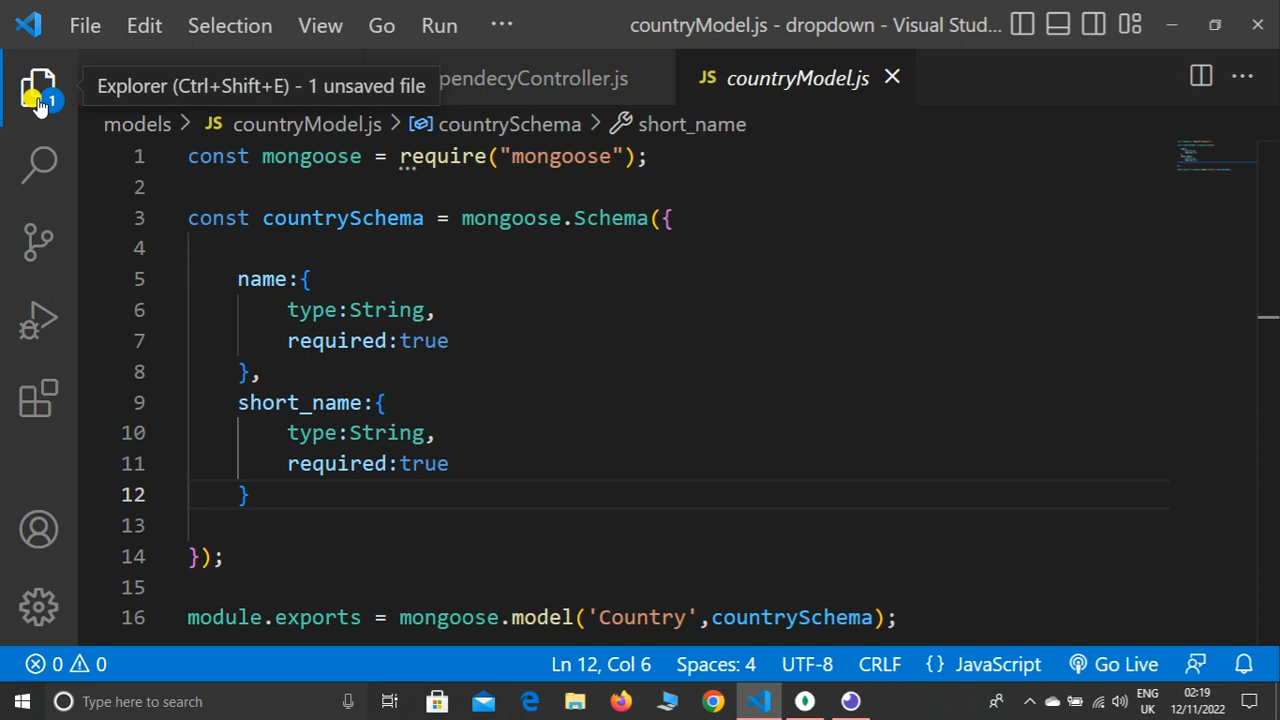 File Edit Selection View Go Run ··· countryModel.js - dropdown - Visual Stud...
1 Explorer (Ctrl+Shift+E) - 1 unsaved file pendecyController.js JS countryModel.js ···
models > JS countryModel.js > countrySchema > short_name
1 const mongoose = require("mongoose");
2
3 const countrySchema = mongoose.Schema({
4
5 name:{
6 type:String,
7 required:true
8 },
9 short_name:{
10 type:String,
11 required:true
12 }
13
14 });
15
16 module.exports = mongoose.model('Country',countrySchema);
0 0 Ln 12, Col 6 Spaces: 4 UTF-8 CRLF {} JavaScript Go Live
Type here to search ENG 02:19
UK 12/11/2022